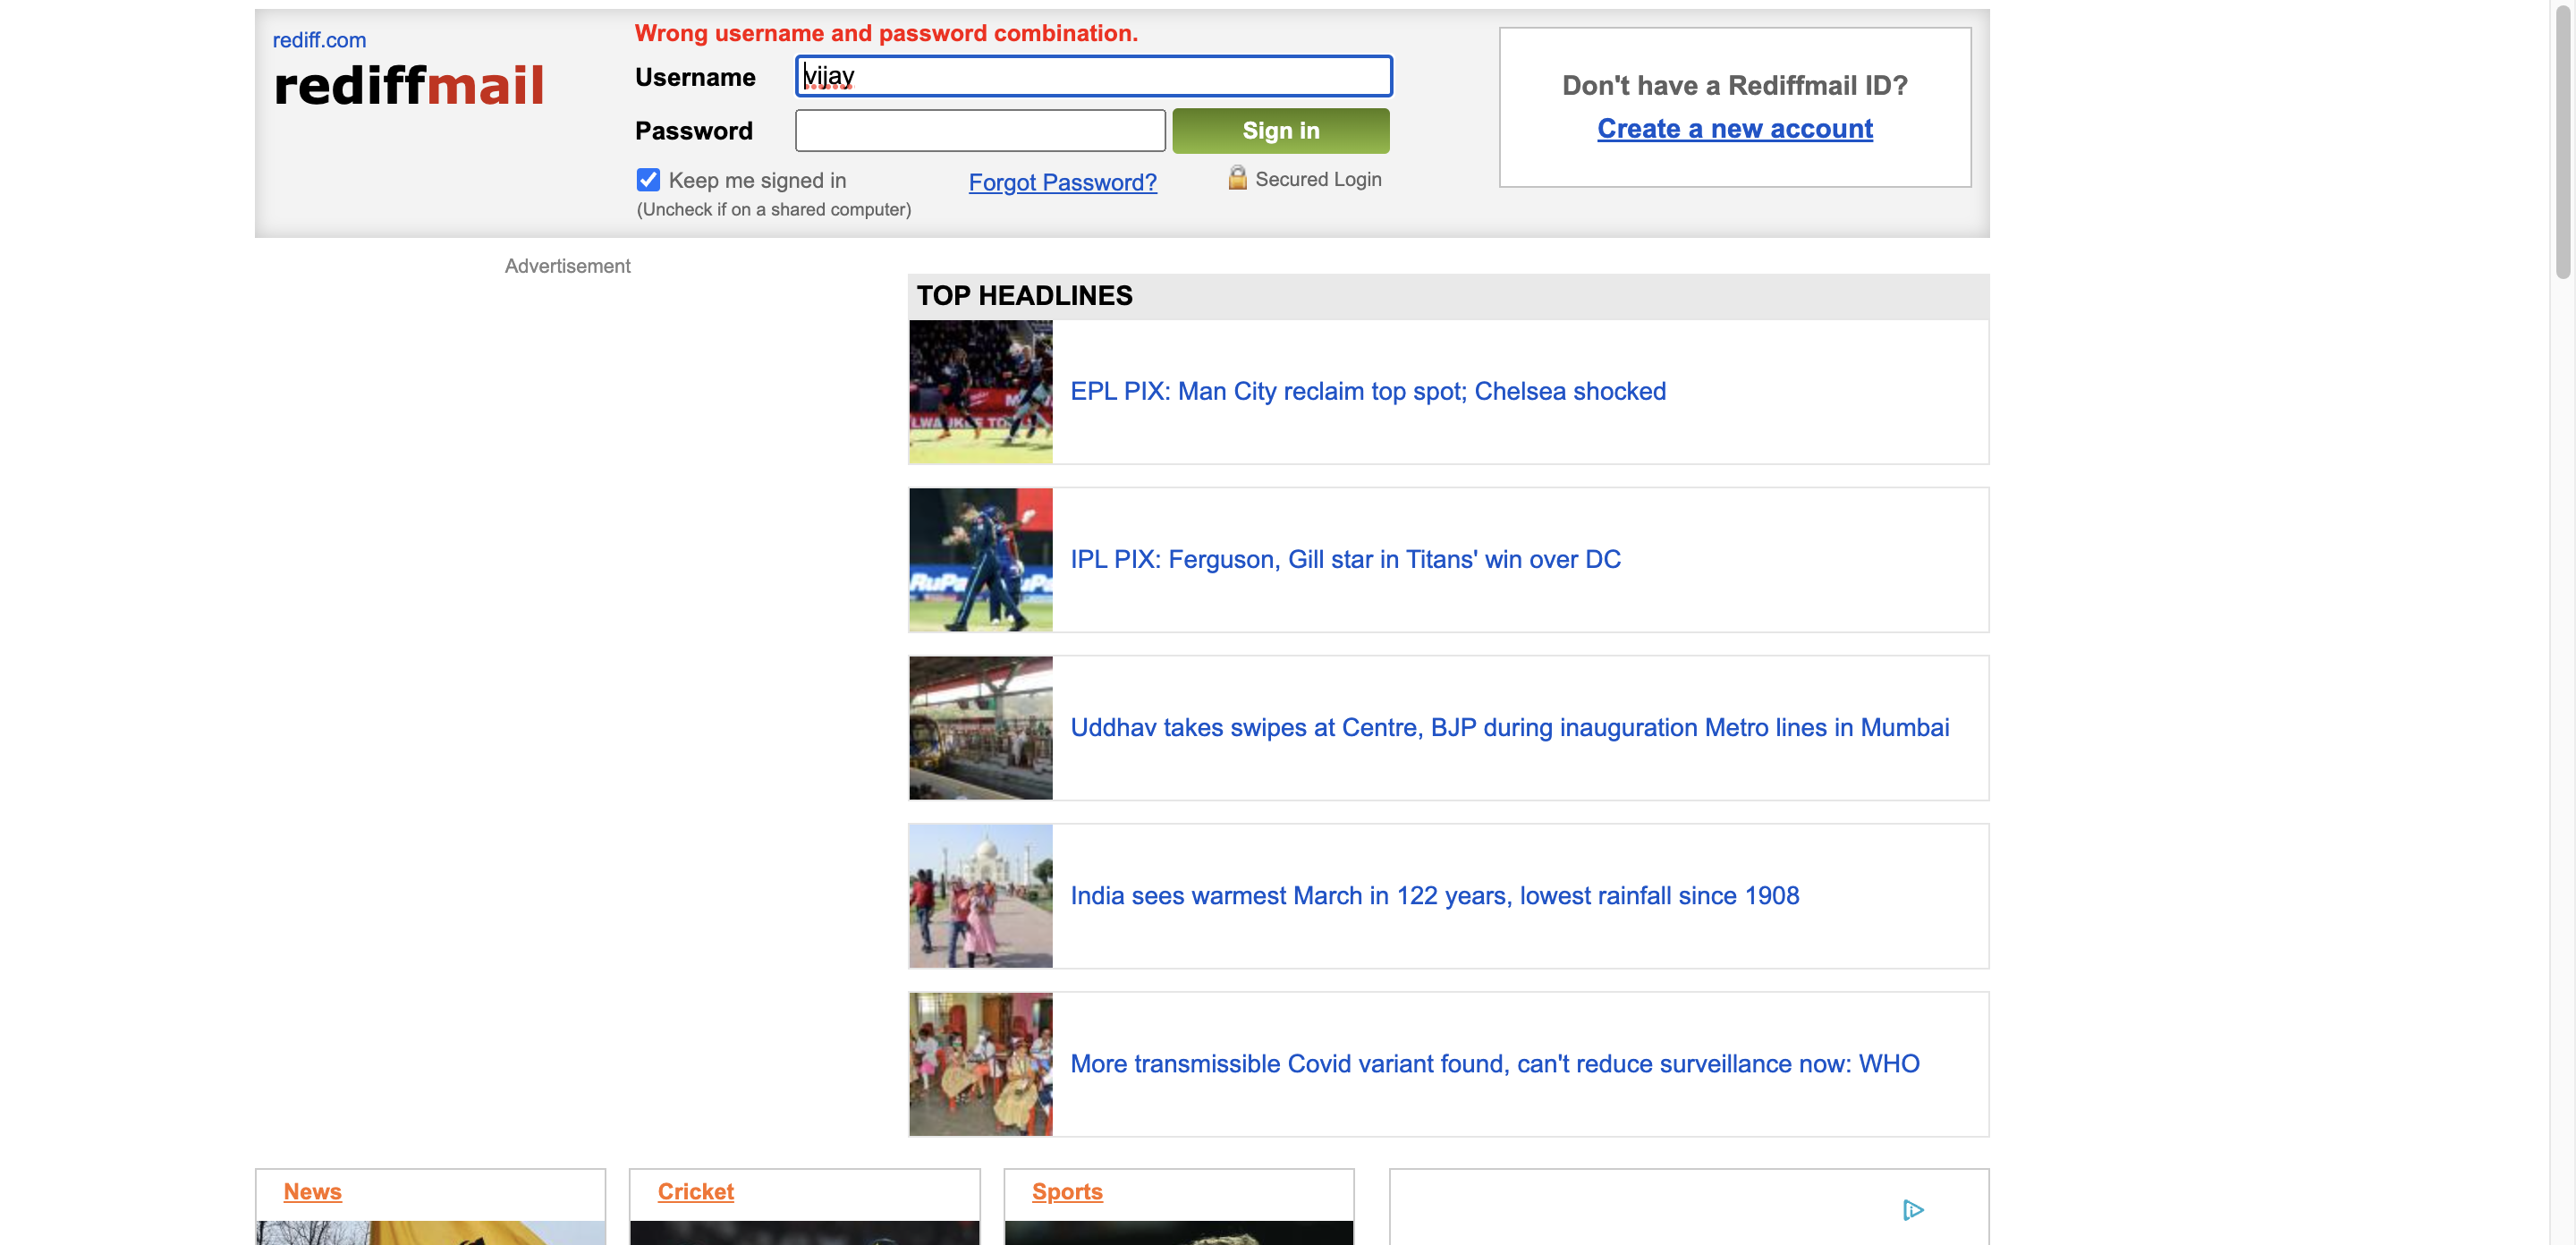 rediff.com
rediffmail
Wrong username and password combination.
Username
vijay
Password
Sign in
Keep me signed in
(Uncheck if on a shared computer)
Forgot Password?
Secured Login
Don't have a Rediffmail ID?
Create a new account
Advertisement
TOP HEADLINES
EPL PIX: Man City reclaim top spot; Chelsea shocked
IPL PIX: Ferguson, Gill star in Titans' win over DC
Uddhav takes swipes at Centre, BJP during inauguration Metro lines in Mumbai
India sees warmest March in 122 years, lowest rainfall since 1908
More transmissible Covid variant found, can't reduce surveillance now: WHO
News
Cricket
Sports